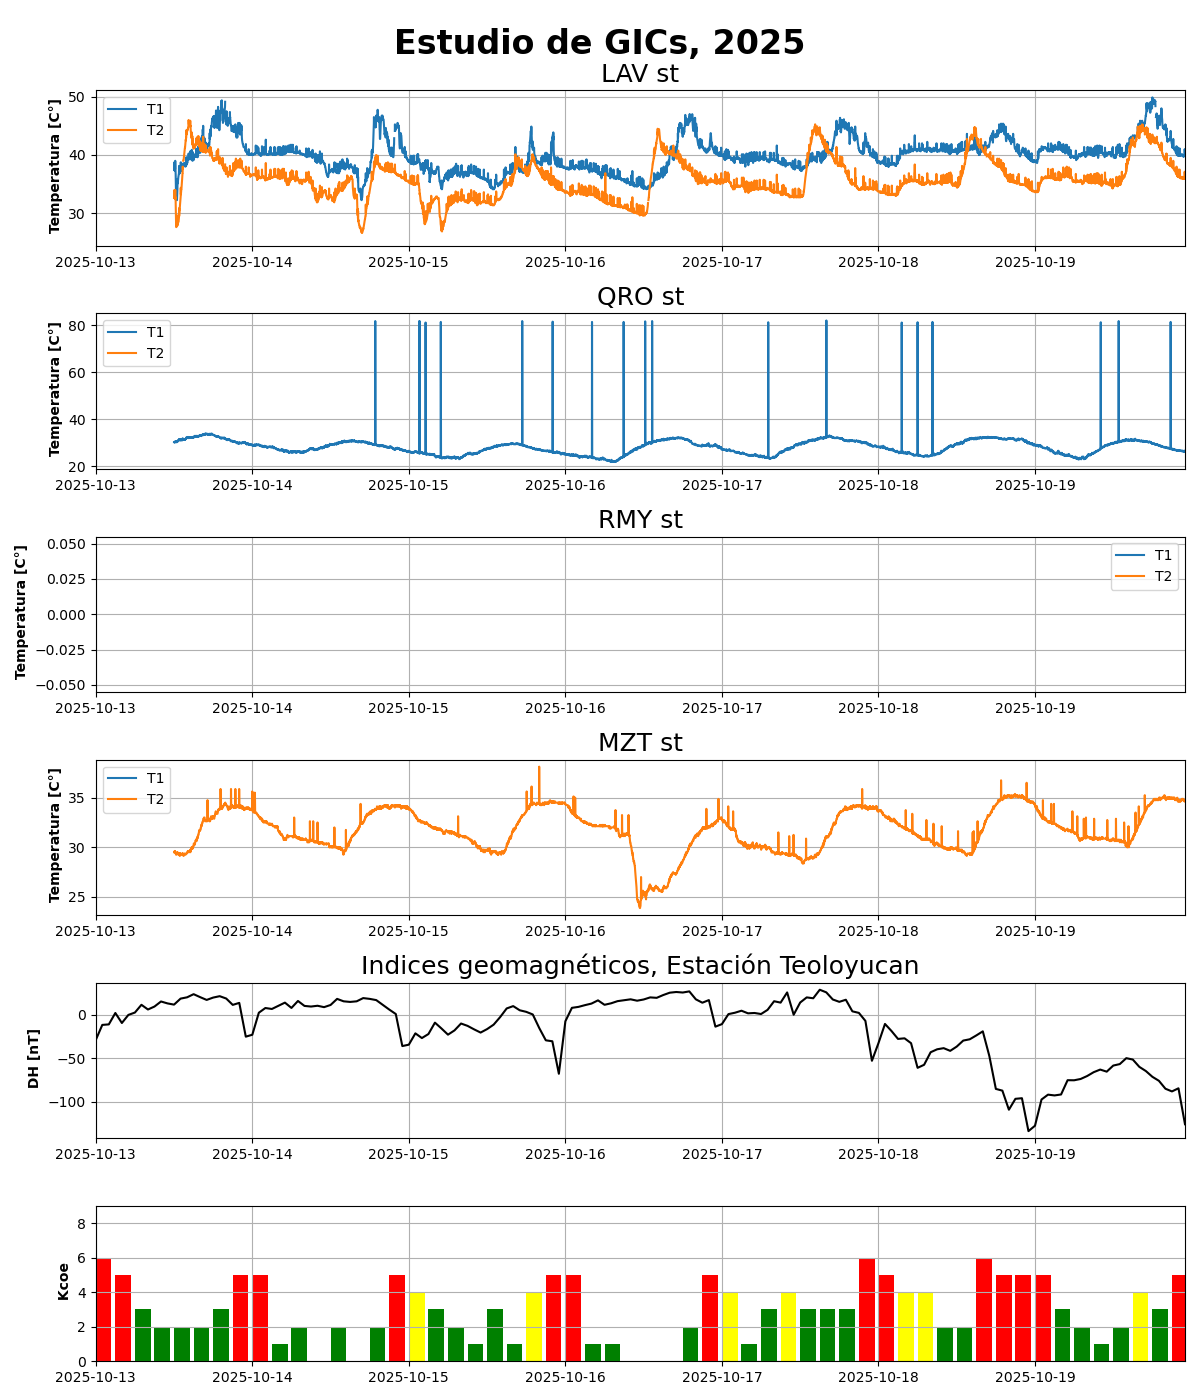 Estudio de GICs, 2025
LAV st
Temperatura [C°]
50
40
30
T1
T2
2025-10-13 2025-10-14 2025-10-15 2025-10-16 2025-10-17 2025-10-18 2025-10-19
QRO st
Temperatura [C°]
80
60
40
20
T1
T2
2025-10-13 2025-10-14 2025-10-15 2025-10-16 2025-10-17 2025-10-18 2025-10-19
RMY st
Temperatura [C°]
0.050
0.025
0.000
−0.025
−0.050
T1
T2
2025-10-13 2025-10-14 2025-10-15 2025-10-16 2025-10-17 2025-10-18 2025-10-19
MZT st
Temperatura [C°]
35
30
25
T1
T2
2025-10-13 2025-10-14 2025-10-15 2025-10-16 2025-10-17 2025-10-18 2025-10-19
Indices geomagnéticos, Estación Teoloyucan
DH [nT]
0
−50
−100
2025-10-13 2025-10-14 2025-10-15 2025-10-16 2025-10-17 2025-10-18 2025-10-19
Kcoe
8
6
4
2
0
2025-10-13 2025-10-14 2025-10-15 2025-10-16 2025-10-17 2025-10-18 2025-10-19